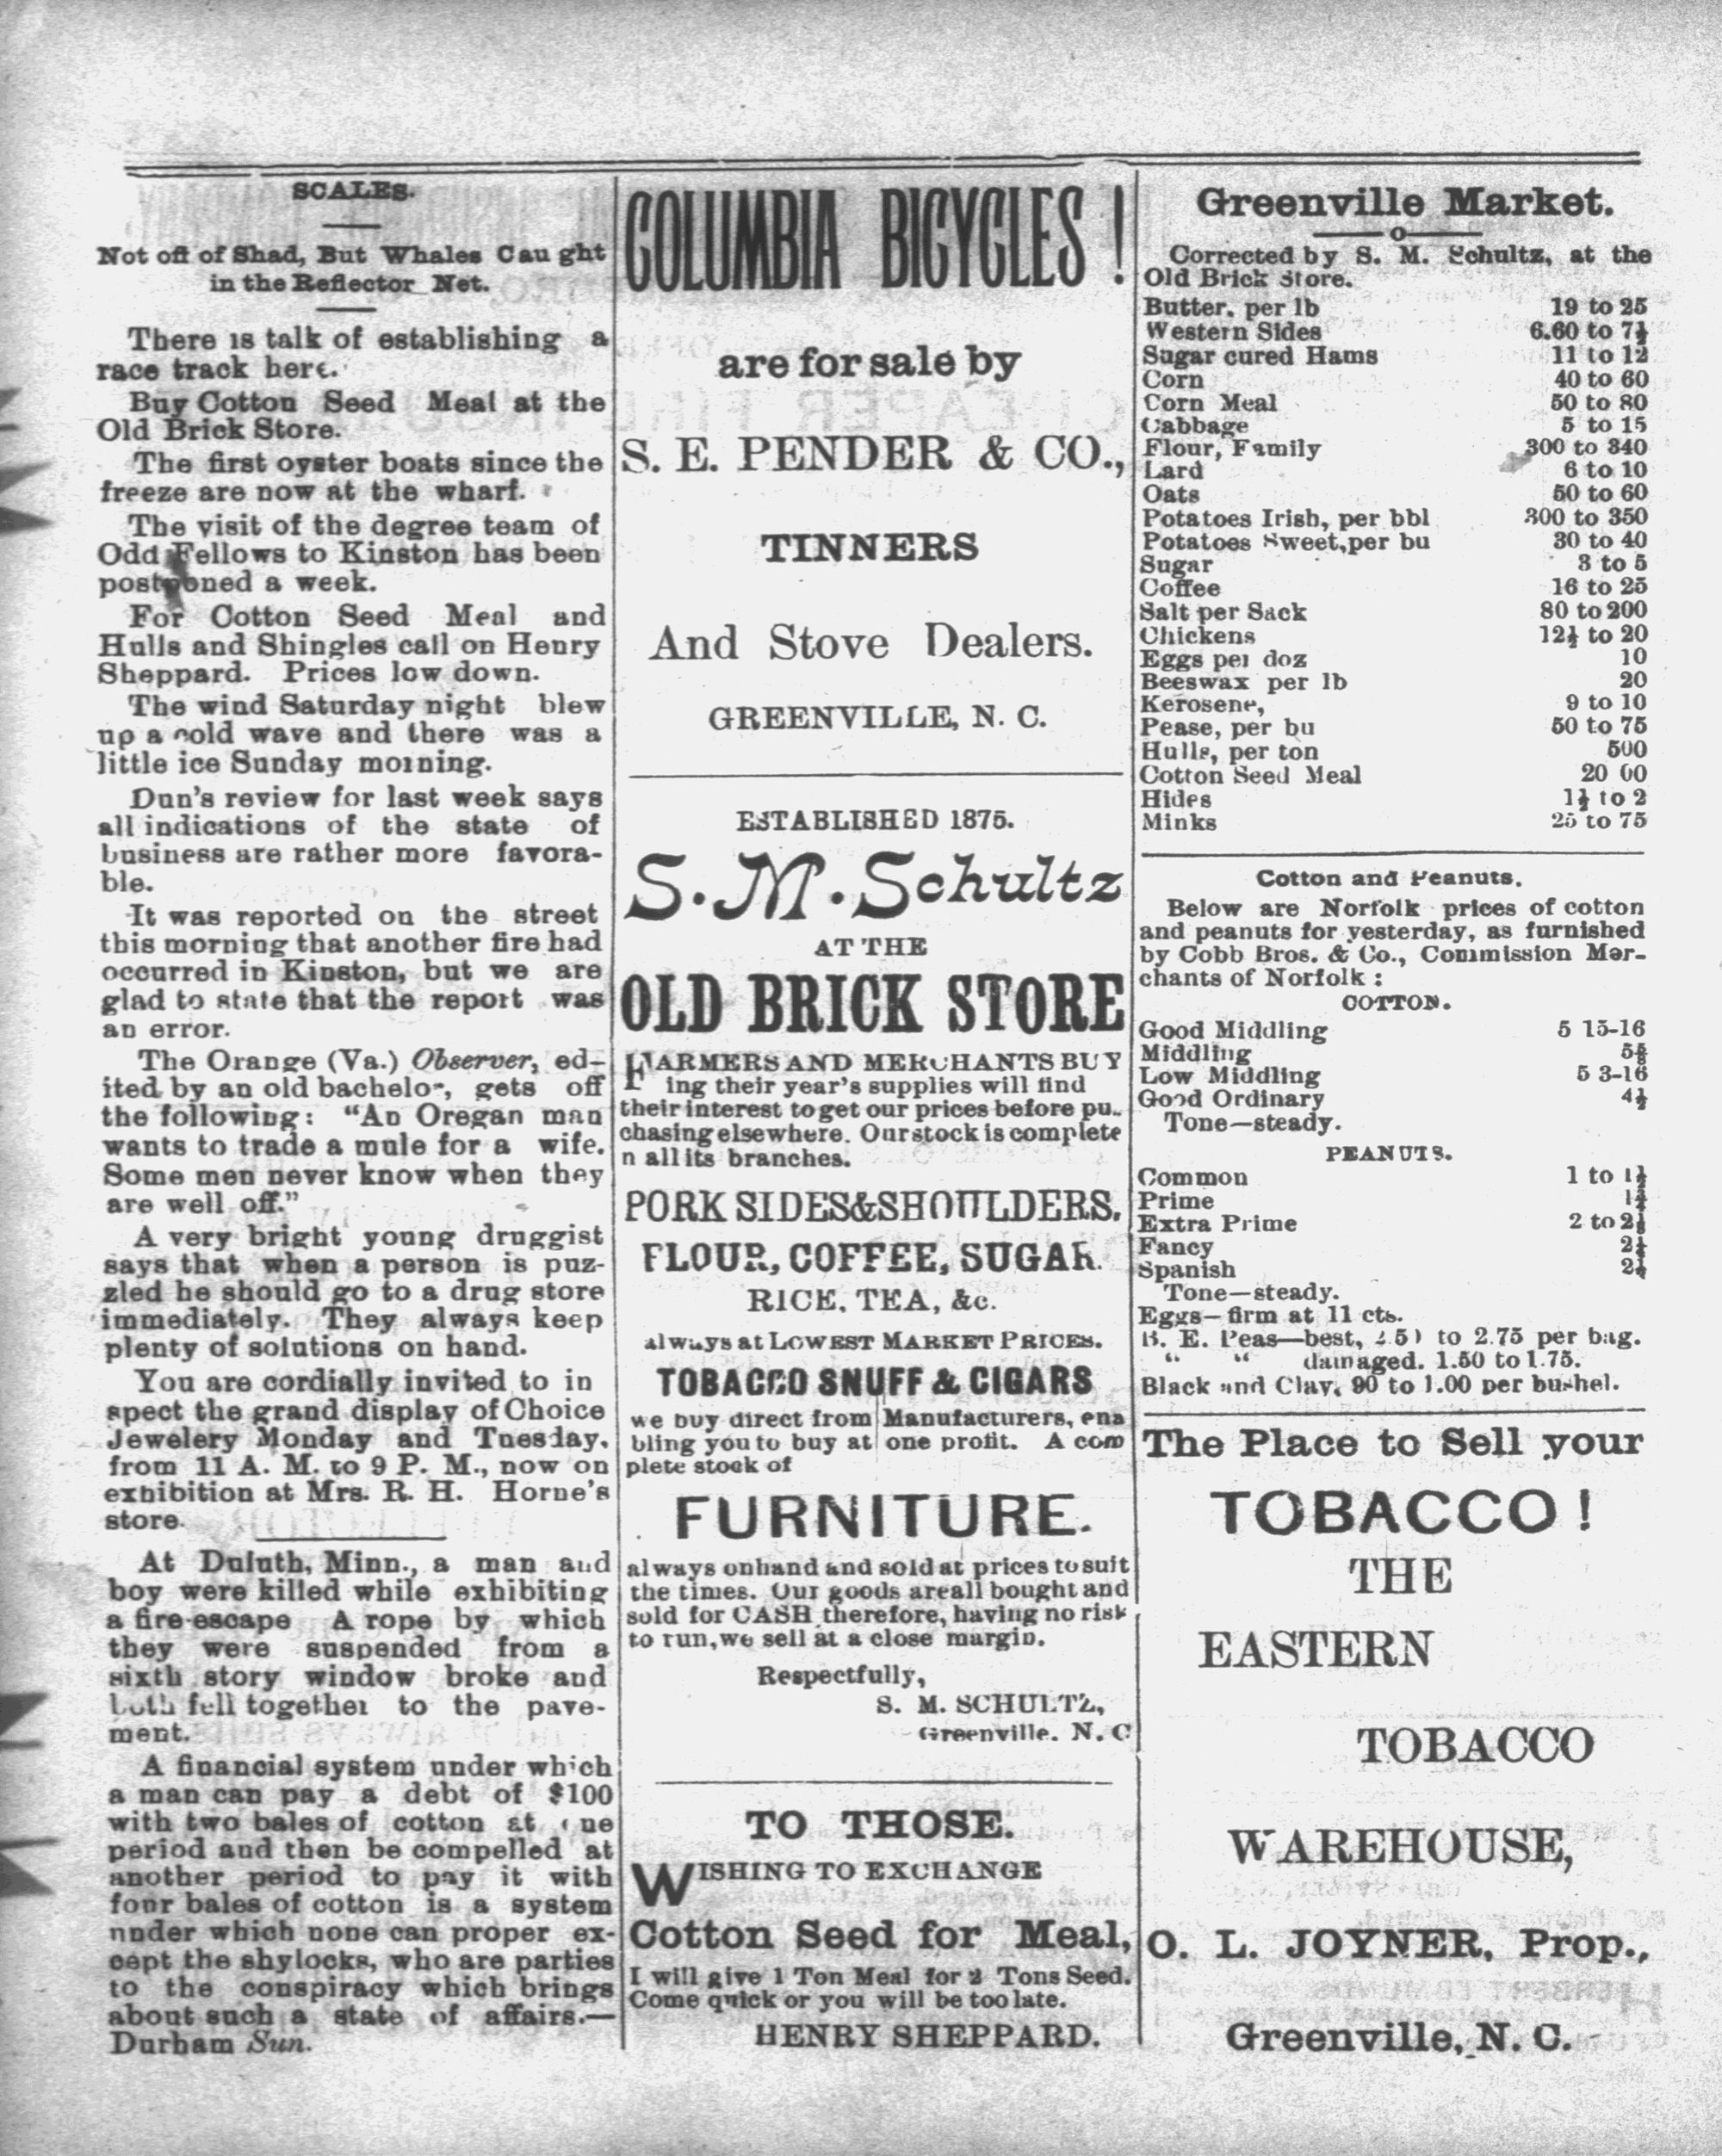 SCALES.
Not off of Shad, But Whales Cau ght
in the Reflector Net.
There is talk of establishing a
race track here.
Buy Cotton Seed Meal at the
Old Brick Store.
The first oyster boats since the
freeze are now at the wharf.
The visit of the degree team of
Odd Fellows to Kinston has been
postponed a week.
For Cotton Seed Meal and
Hulls and Shingles call on Henry
Sheppard. Prices low down.
The wind Saturday night blew
up a cold wave and there was a
little ice Sunday morning.
Dun's review for last week says
all indications of the state of
business are rather more favora-
ble.
It was reported on the street
this morning that another fire had
occurred in Kinston, but we are
glad to state that the report was
an error.
The Orange (Va.) Observer, ed-
ited by an old bachelor, gets off
the following: "An Oregan man
wants to trade a mule for a wife.
Some men never know when they
are well off."
A very bright young druggist
says that when a person is puz-
zled he should go to a drug store
immediately. They always keep
plenty of solutions on hand.
You are cordially invited to in
spect the grand display of Choice
Jewelery Monday and Tuesday,
from 11 A. M. to 9 P. M., now on
exhibition at Mrs. R. H. Horne's
store.
At Duluth, Minn., a man and
boy were killed while exhibiting
a fire-escape A rope by which
they were suspended from a
sixth story window broke and
both fell together to the pave-
ment.
A financial system under which
a man can pay a debt of $100
with two bales of cotton at one
period and then be compelled at
another period to pay it with
four bales of cotton is a system
under which none can proper ex-
cept the shylocks, who are parties
to the conspiracy which brings
about such a state of affairs.—
Durham Sun.
COLUMBIA BICYCLES !
are for sale by
S. E. PENDER & CO.,
TINNERS
And Stove Dealers.
GREENVILLE, N. C.
ESTABLISHED 1875.
S. M. Schultz
AT THE
OLD BRICK STORE
FARMERS AND MERCHANTS BUY
ing their year's supplies will find
their interest to get our prices before pu..
chasing elsewhere. Our stock is complete
n all its branches.
PORK SIDES&SHOULDERS.
FLOUR, COFFEE, SUGAR.
RICE, TEA, &c.
always at LOWEST MARKET PRICES.
TOBACCO SNUFF & CIGARS
we buy direct from Manufacturers, ena
bling you to buy at one profit. A com
plete stock of
FURNITURE.
always on hand and sold at prices to suit
the times. Our goods are all bought and
sold for CASH therefore, having no risk
to run, we sell at a close margin.
Respectfully,
S. M. SCHULTZ,
Greenville. N. C
TO THOSE.
WISHING TO EXCHANGE
Cotton Seed for Meal,
I will give 1 Ton Meal for 2 Tons Seed.
Come quick or you will be too late.
HENRY SHEPPARD.
Greenville Market.
Corrected by S. M. Schultz, at the
Old Brick Store.
Butter, per lb 19 to 25
Western Sides 6.60 to 7½
Sugar cured Hams 11 to 12
Corn 40 to 60
Corn Meal 50 to 80
Cabbage 5 to 15
Flour, Family 300 to 340
Lard 6 to 10
Oats 50 to 60
Potatoes Irish, per bbl 300 to 350
Potatoes Sweet, per bu 30 to 40
Sugar 3 to 5
Coffee 16 to 25
Salt per Sack 80 to 200
Chickens 12½ to 20
Eggs per doz 10
Beeswax per lb 20
Kerosene, 9 to 10
Pease, per bu 50 to 75
Hulls, per ton 500
Cotton Seed Meal 20 00
Hides 1½ to 2
Minks 25 to 75
Cotton and Peanuts.
Below are Norfolk prices of cotton
and peanuts for yesterday, as furnished
by Cobb Bros. & Co., Commission Mer-
chants of Norfolk :
COTTON.
Good Middling 5 15-16
Middling 5⅝
Low Middling 5 3-16
Good Ordinary 4½
Tone—steady.
PEANUTS.
Common 1 to 1½
Prime
Extra Prime 2 to
Fancy
Spanish
Tone—steady.
Eggs—firm at 11 cts.
B. E. Peas—best, 2.50 to 2.75 per bag.
" " damaged. 1.50 to 1.75.
Black and Clay, 90 to 1.00 per bushel.
The Place to Sell your
TOBACCO !
THE
EASTERN
TOBACCO
WAREHOUSE,
O. L. JOYNER, Prop.,
Greenville, N. C.